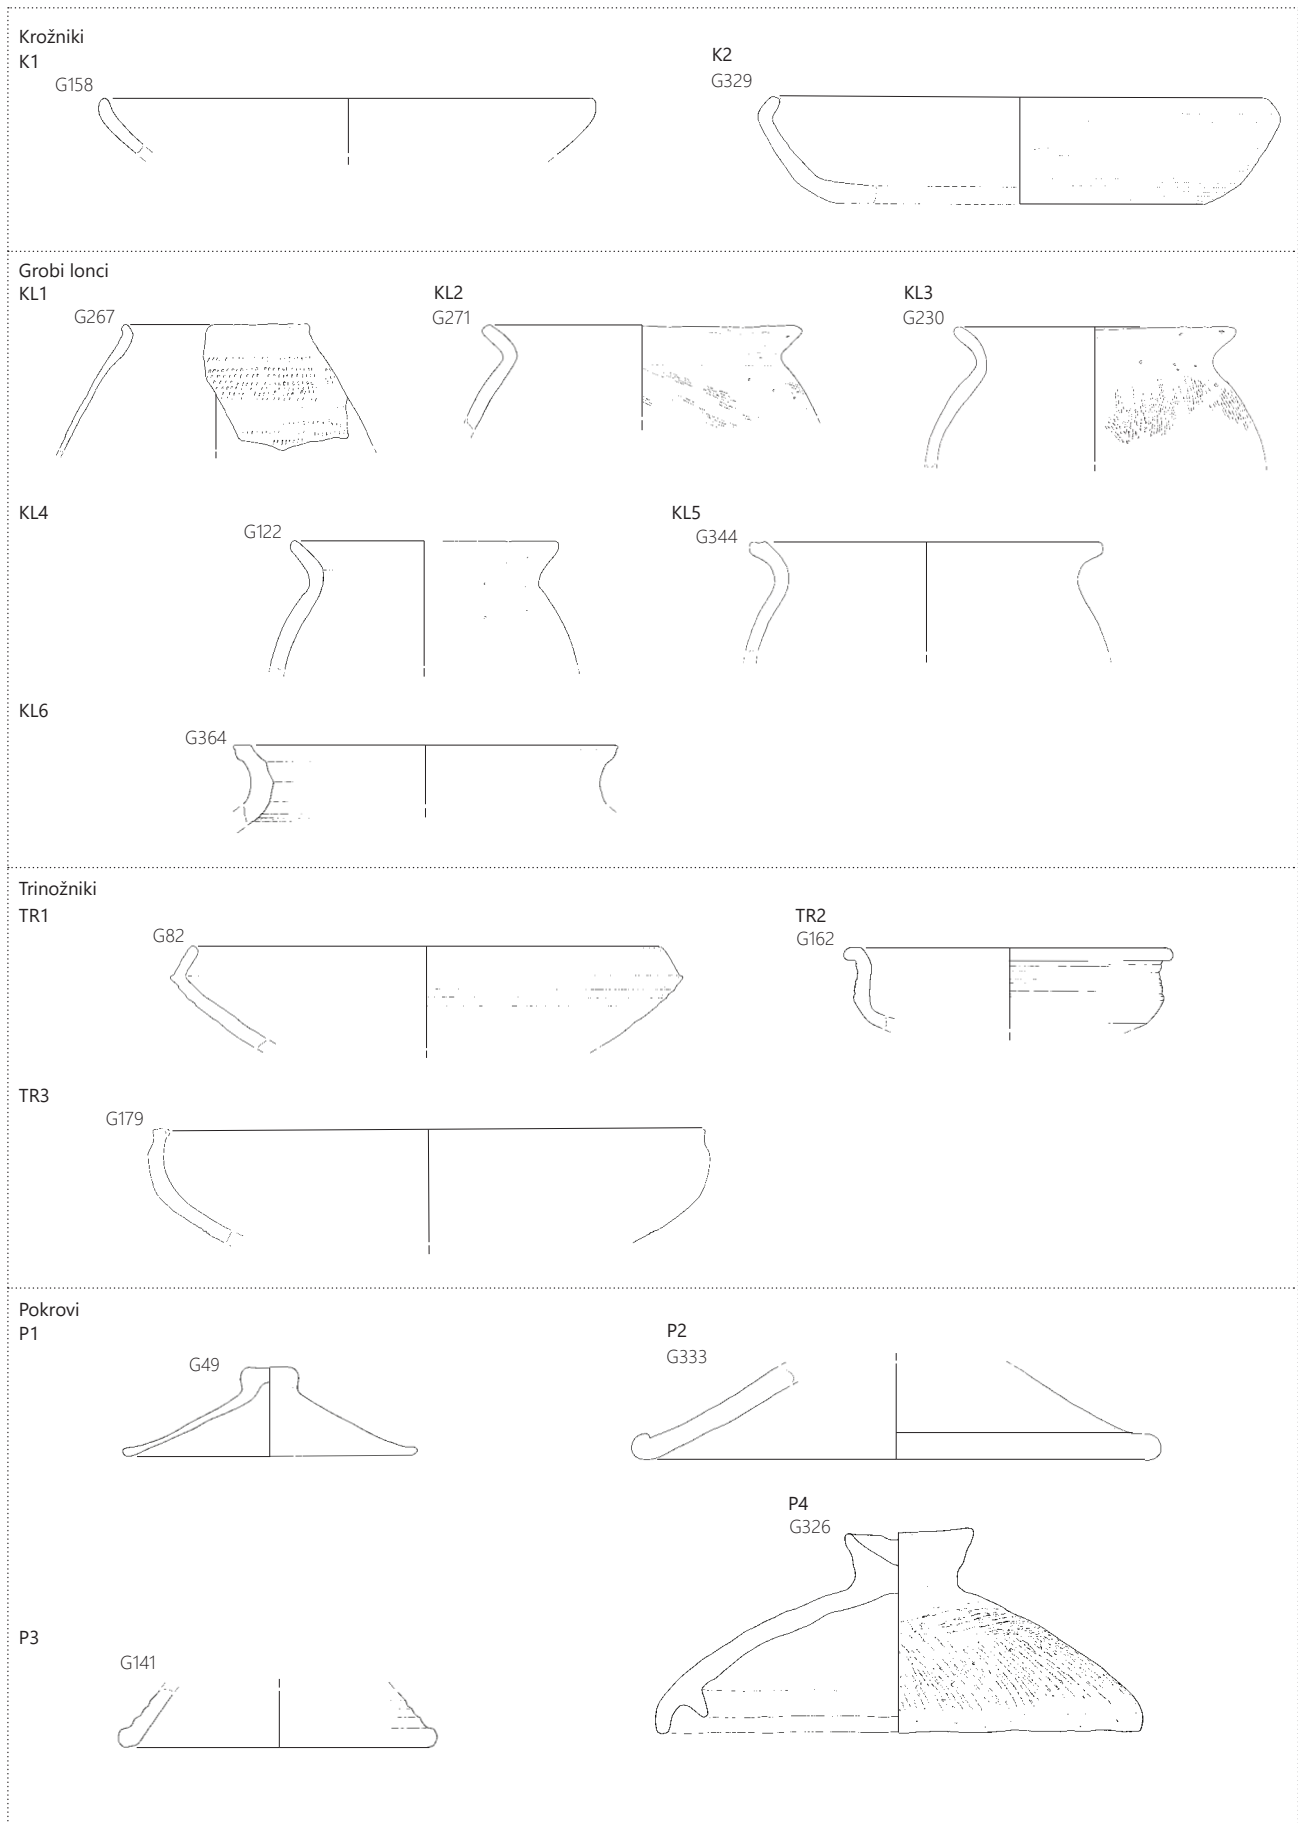 Krožniki
K1
G158
K2
G329
Grobi lonci
KL1
G267
KL2
G271
KL3
G230
KL4
G122
KL5
G344
KL6
G364
Trinožniki
TR1
G82
TR2
G162
TR3
G179
Pokrovi
P1
G49
P2
G333
P4
G326
P3
G141